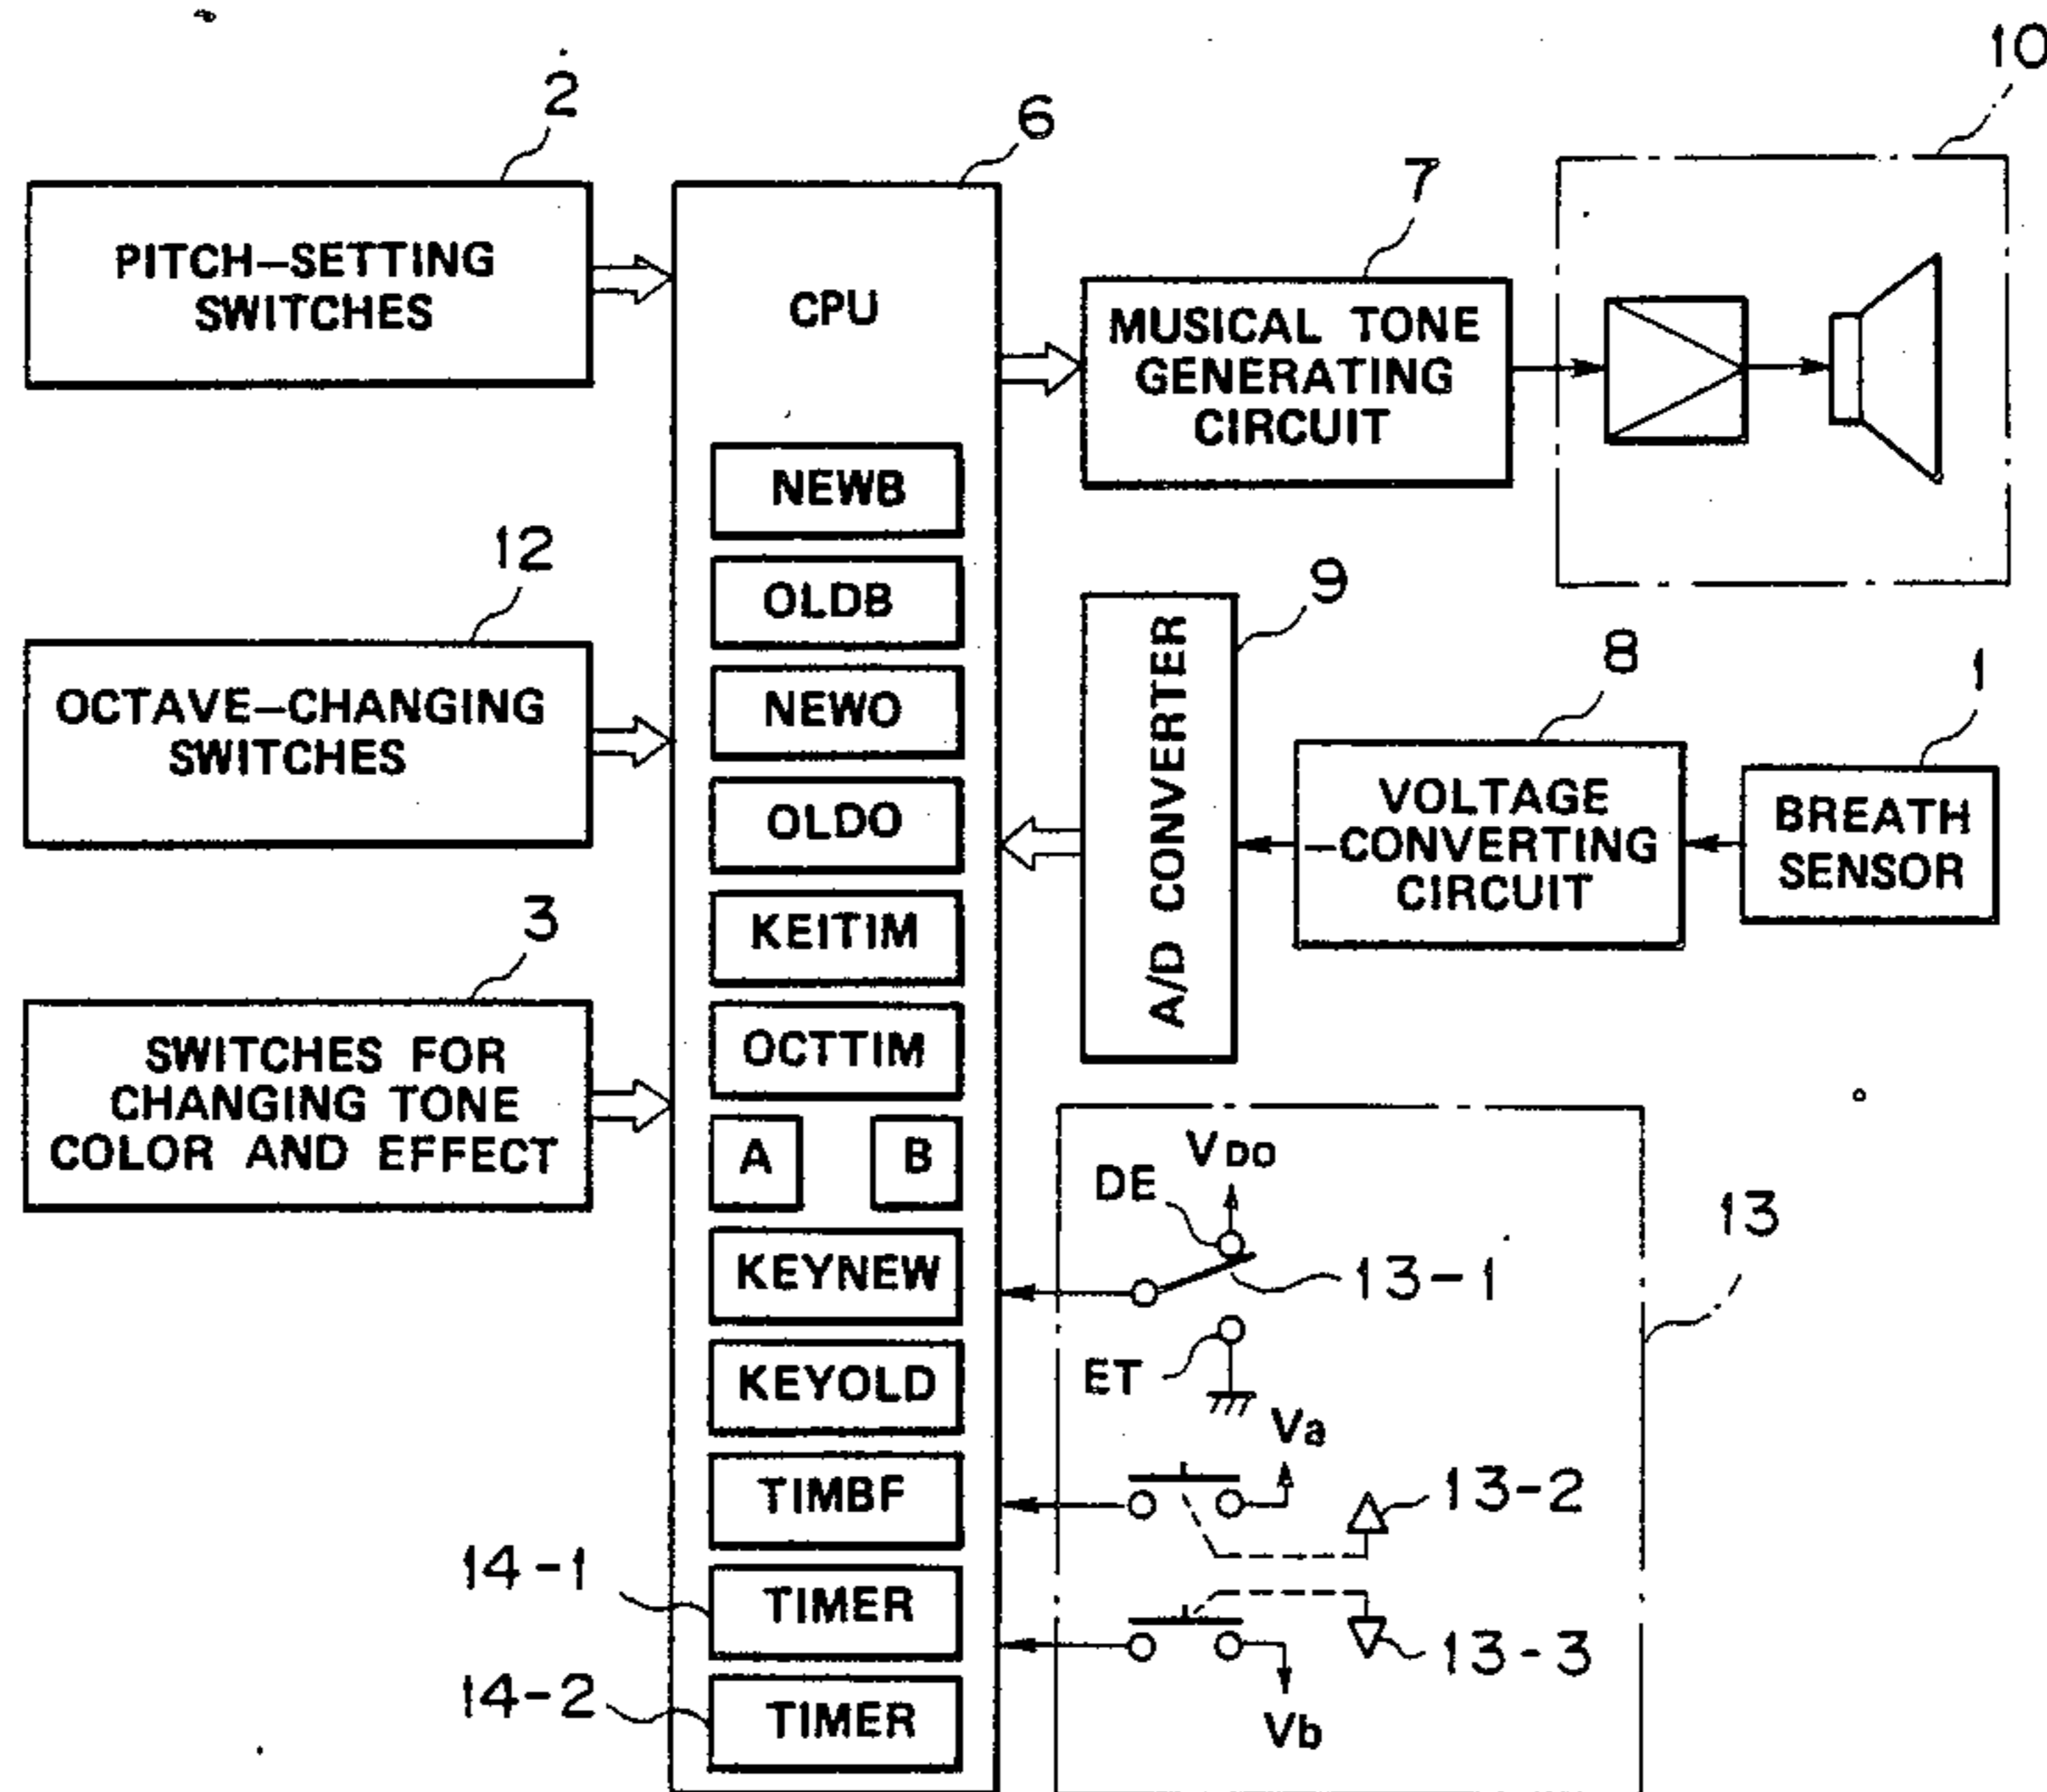 2
PITCH–SETTING
SWITCHES
12
OCTAVE–CHANGING
SWITCHES
3
SWITCHES FOR
CHANGING TONE
COLOR AND EFFECT
6
CPU
NEWB
OLDB
NEWO
OLDO
KEITIM
OCTTIM
A B
KEYNEW
KEYOLD
TIMBF
14-1
TIMER
14-2
TIMER
7
MUSICAL TONE
GENERATING
CIRCUIT
10
9
A/D CONVERTER
8
VOLTAGE
-CONVERTING
CIRCUIT
1
BREATH
SENSOR
13
VDO
DE
13-1
ET
Va
13-2
13-3
Vb